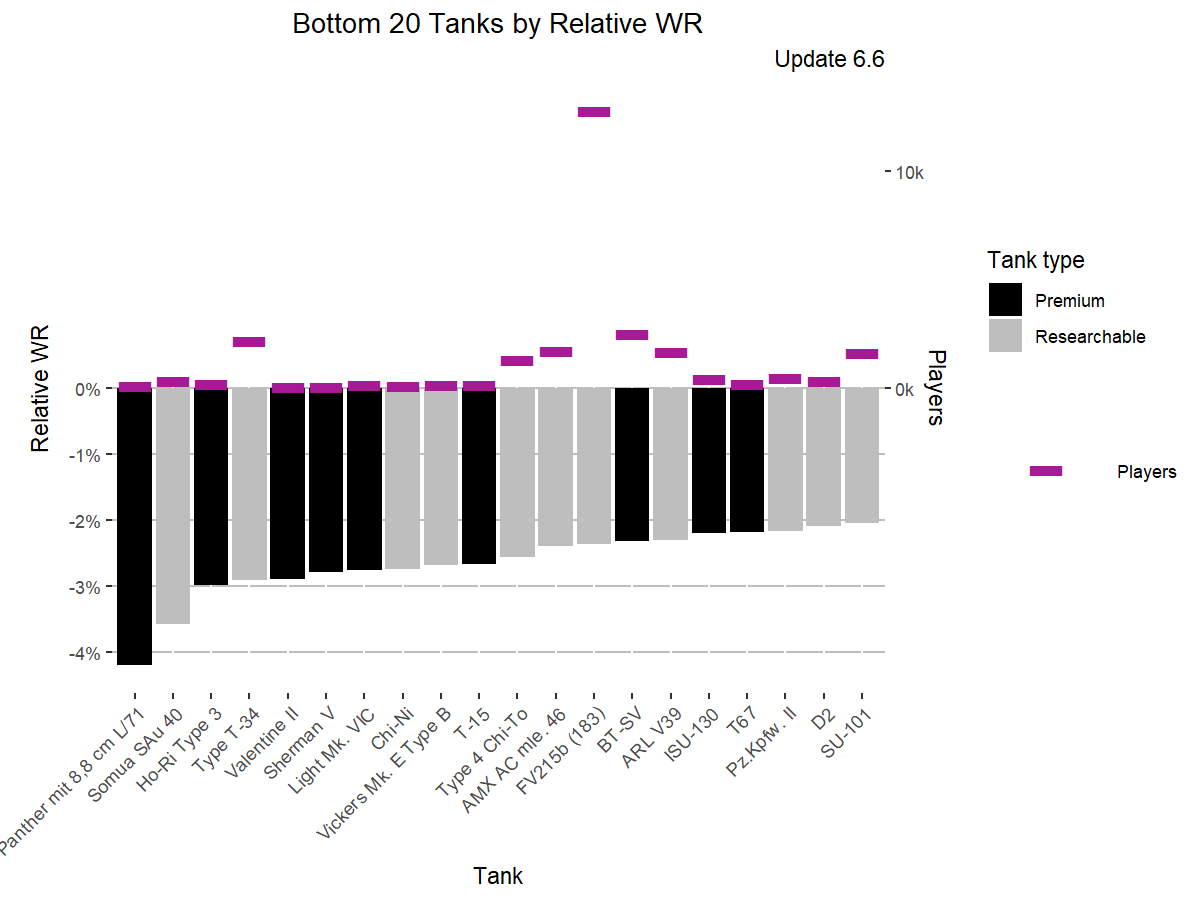 Bottom 20 Tanks by Relative WR
Update 6.6
10k
0k
Players
Relative WR
0%
-1%
-2%
-3%
-4%
Panther mit 8,8 cm L/71
Somua SAu 40
Ho-Ri Type 3
Type T-34
Valentine II
Sherman V
Light Mk. VIC
Chi-Ni
Vickers Mk. E Type B
T-15
Type 4 Chi-To
AMX AC mle. 46
FV215b (183)
BT-SV
ARL V39
ISU-130
T67
Pz.Kpfw. II
D2
SU-101
Tank
Tank type
Premium
Researchable
Players